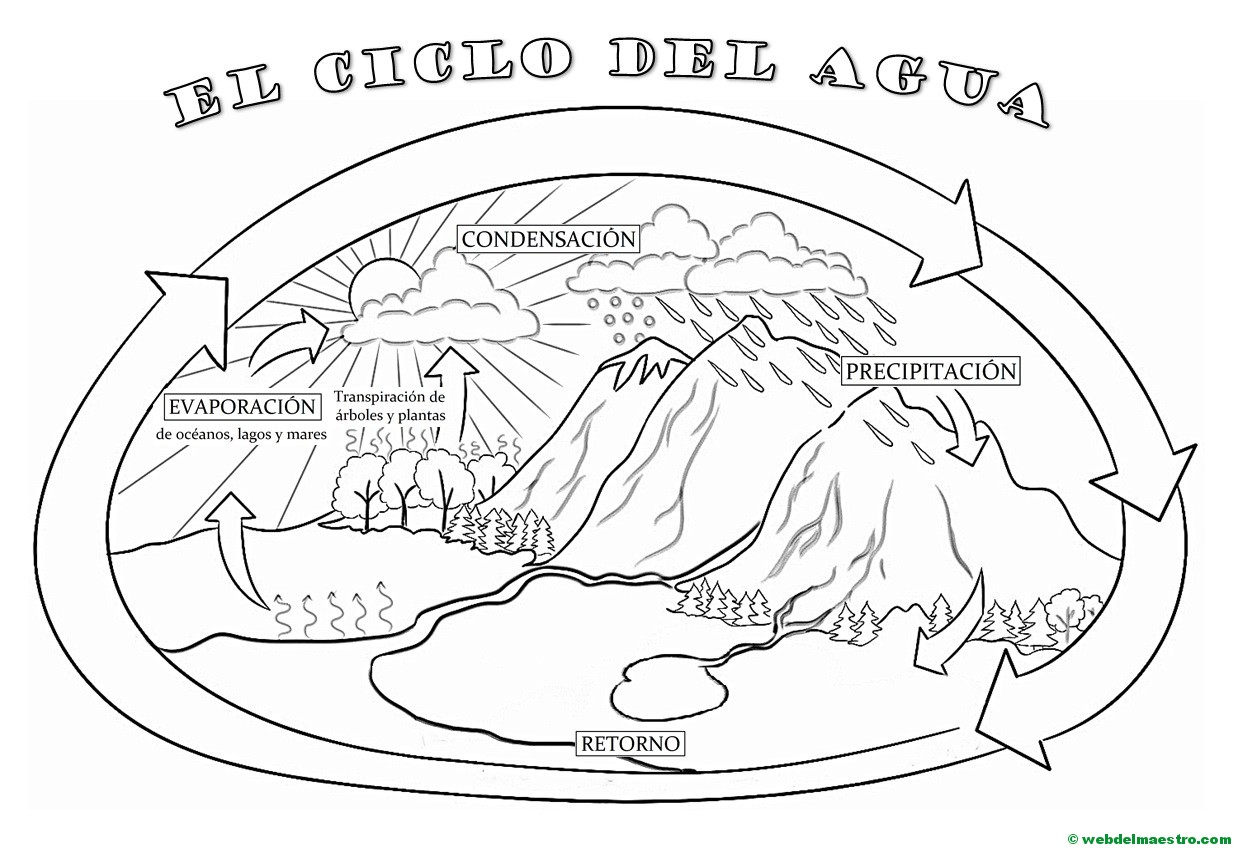 EL CICLO DEL AGUA
CONDENSACIÓN
PRECIPITACIÓN
EVAPORACIÓN
de océanos, lagos y mares
Transpiración de
árboles y plantas
RETORNO
© webdelmaestro.com